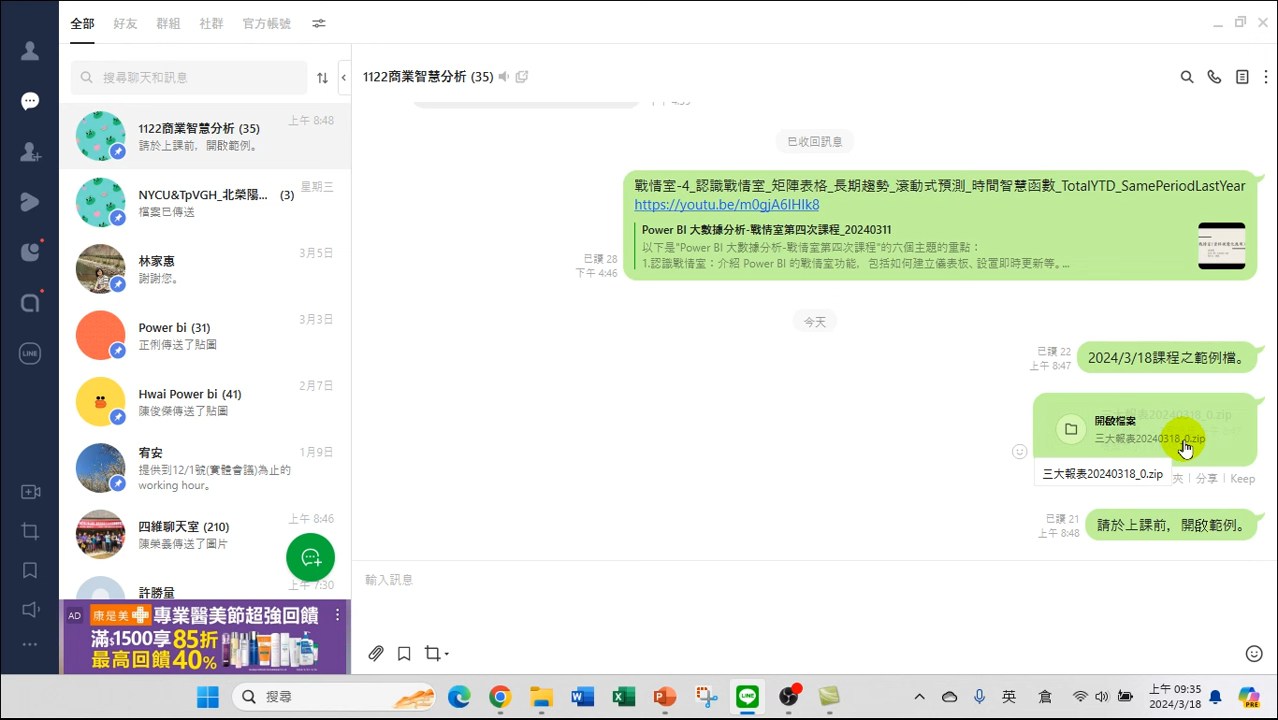 全部
好友
群組
社群
官方帳號
搜尋聊天和訊息
1122商業智慧分析 (35)
上午 8:48
請於上課前，開啟範例。
NYCU&TpVGH_北榮陽... (3)
星期三
檔案已傳送
林家惠
3月5日
謝謝您。
Power bi (31)
3月3日
正俐傳送了貼圖
Hwai Power bi (41)
2月7日
陳俊傑傳送了貼圖
宥安
1月9日
提供到12/1號(實體會議)為止的
working hour。
四維聊天室 (210)
上午 8:46
陳榮義傳送了圖片
許勝量
上午 7:30
AD
康是美
專業醫美節超強回饋
滿$1500享85折
最高回饋40%
LINE
1122商業智慧分析 (35)
已收回訊息
戰情室-4_認識戰情室_矩陣表格_長期趨勢_滾動式預測_時間智慧函數_TotalYTD_SamePeriodLastYear
https://youtu.be/m0gjA6IHIk8
Power BI 大數據分析-戰情室第四次課程_20240311
以下是"Power BI 大數據分析-戰情室第四次課程"的六個主題的重點：
1.認識戰情室：介紹 Power BI 的戰情室功能，包括如何建立儀表板、設置即時更新等。...
已讀 28
下午 4:46
今天
已讀 22
上午 8:47
2024/3/18課程之範例檔。
開啟檔案
三大報表20240318_0.zip
三大報表20240318_0.zip
夾 | 分享 | Keep
已讀 21
上午 8:48
請於上課前，開啟範例。
輸入訊息
搜尋
英
倉
上午 09:35
2024/3/18
PRE